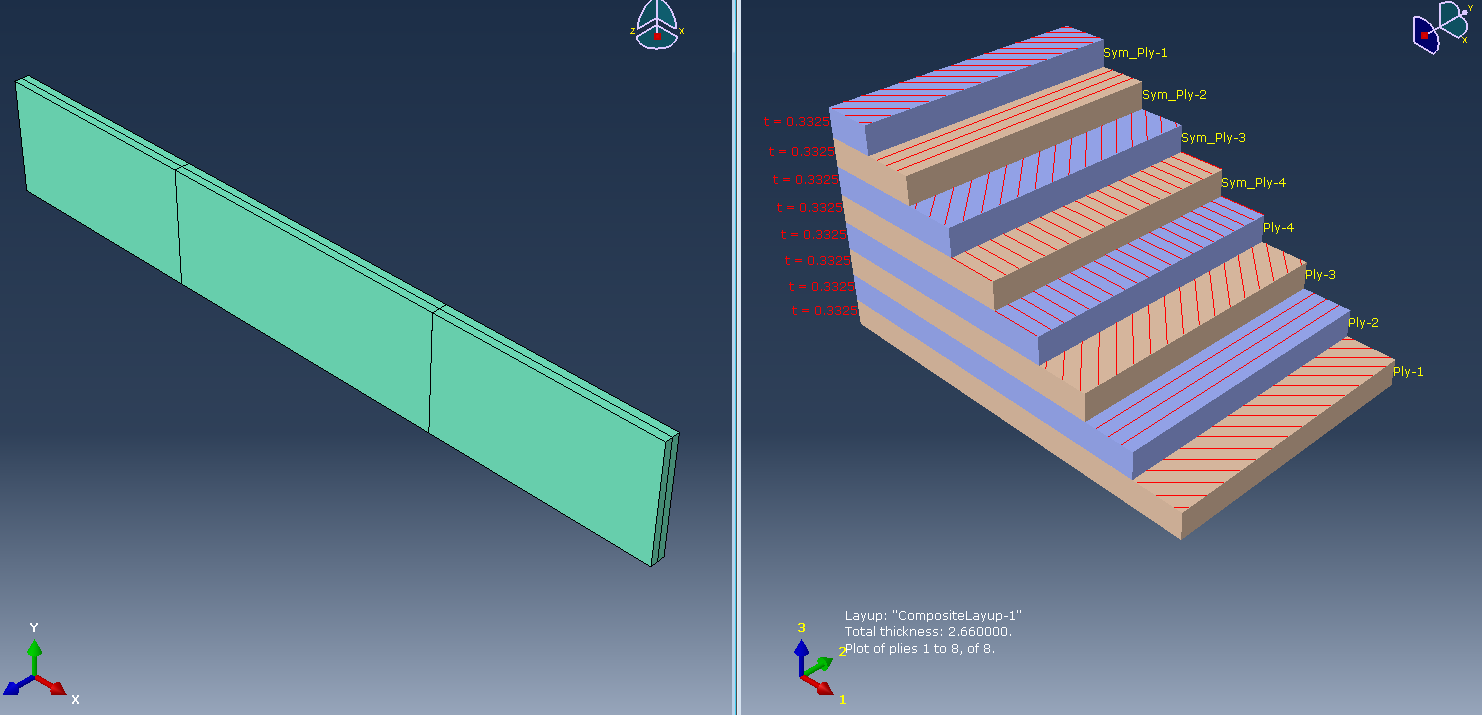 z
x
Y
X
Y
X
Sym_Ply-1
Sym_Ply-2
Sym_Ply-3
Sym_Ply-4
Ply-4
Ply-3
Ply-2
Ply-1
t = 0.3325
t = 0.3325
t = 0.3325
t = 0.3325
t = 0.3325
t = 0.3325
t = 0.3325
t = 0.3325
Layup: "CompositeLayup-1"
Total thickness: 2.660000.
Plot of plies 1 to 8, of 8.
3
2
1